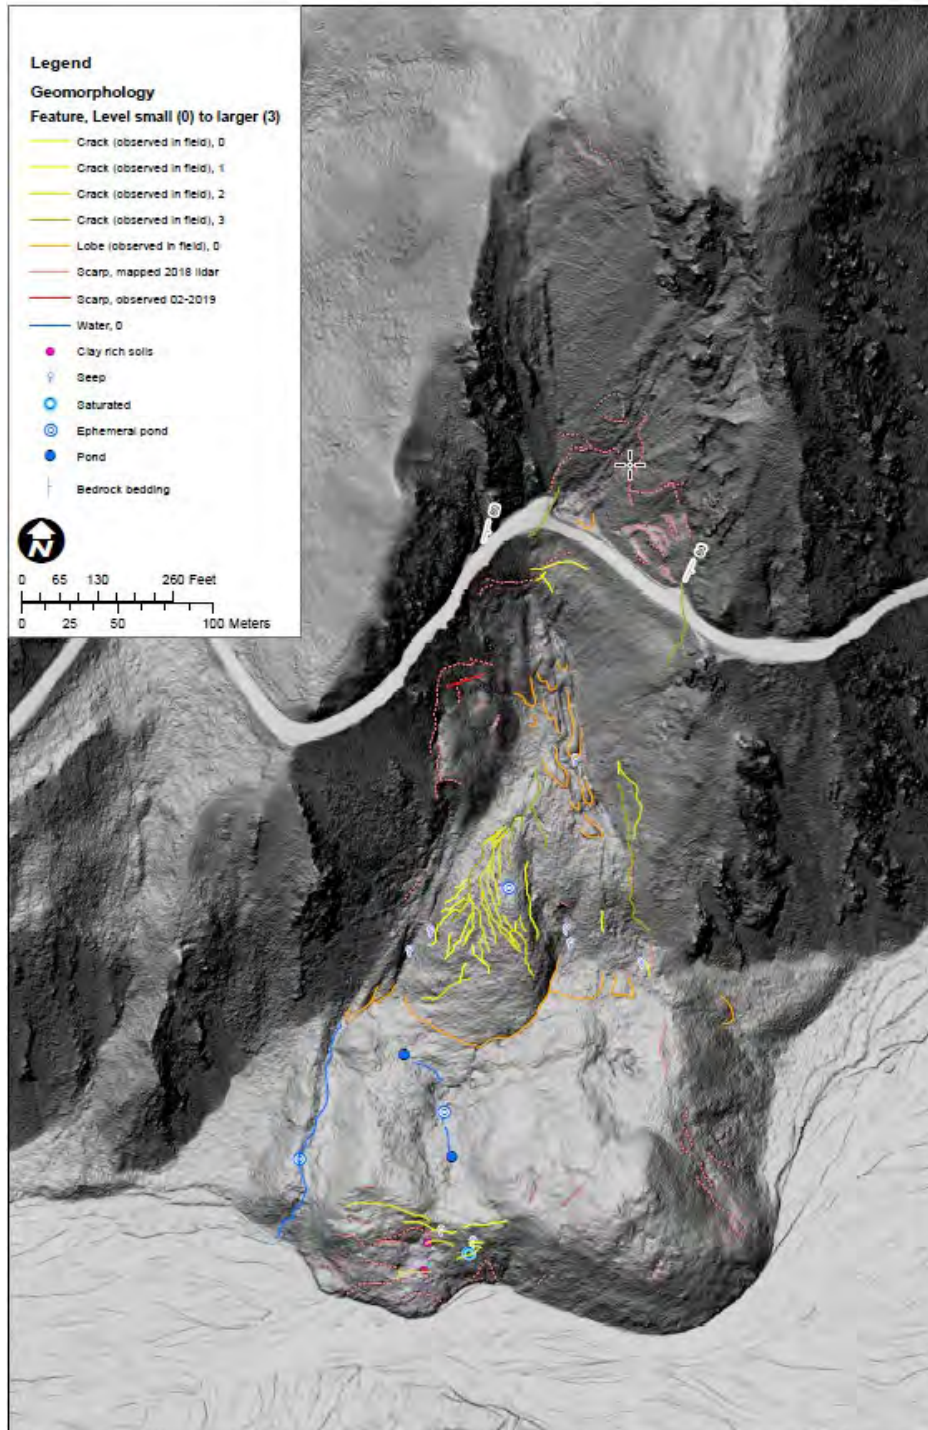 Legend
Geomorphology
Feature, Level small (0) to larger (3)
Crack (observed in field), 0
Crack (observed in field), 1
Crack (observed in field), 2
Crack (observed in field), 3
Lobe (observed in field), 0
Scarp, mapped 2018 lidar
Scarp, observed 02-2019
Water, 0
Clay rich soils
Seep
Saturated
Ephemeral pond
Pond
Bedrock bedding
N
0 65 130 260 Feet
0 25 50 100 Meters